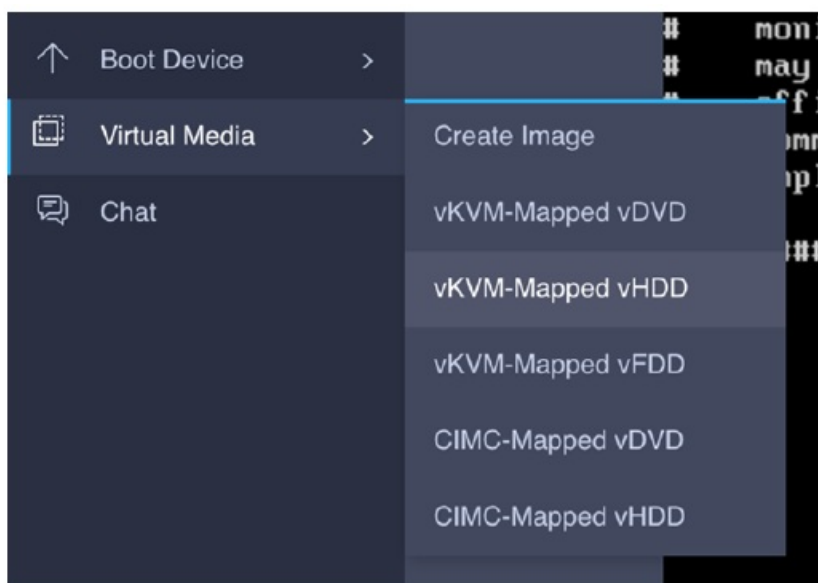 Boot Device >
Virtual Media >
Chat
Create Image
vKVM-Mapped vDVD
vKVM-Mapped vHDD
vKVM-Mapped vFDD
CIMC-Mapped vDVD
CIMC-Mapped vHDD
# mon
# may
#
##